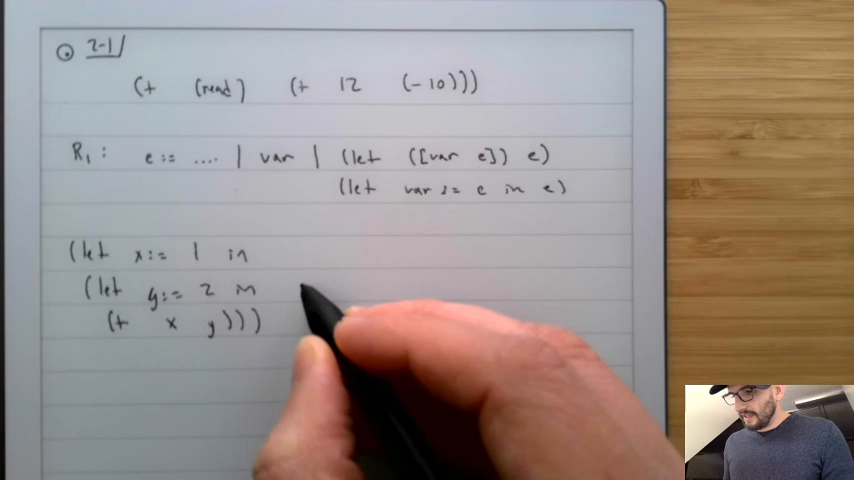 ⊙ 2-1/
(+ (read) (+ 12 (-10)))
R₁: e:= .... | var | (let ([var e]) e)
(let var := e in e)
(let x:= 1 in
(let y:= 2 in
(+ x y)))